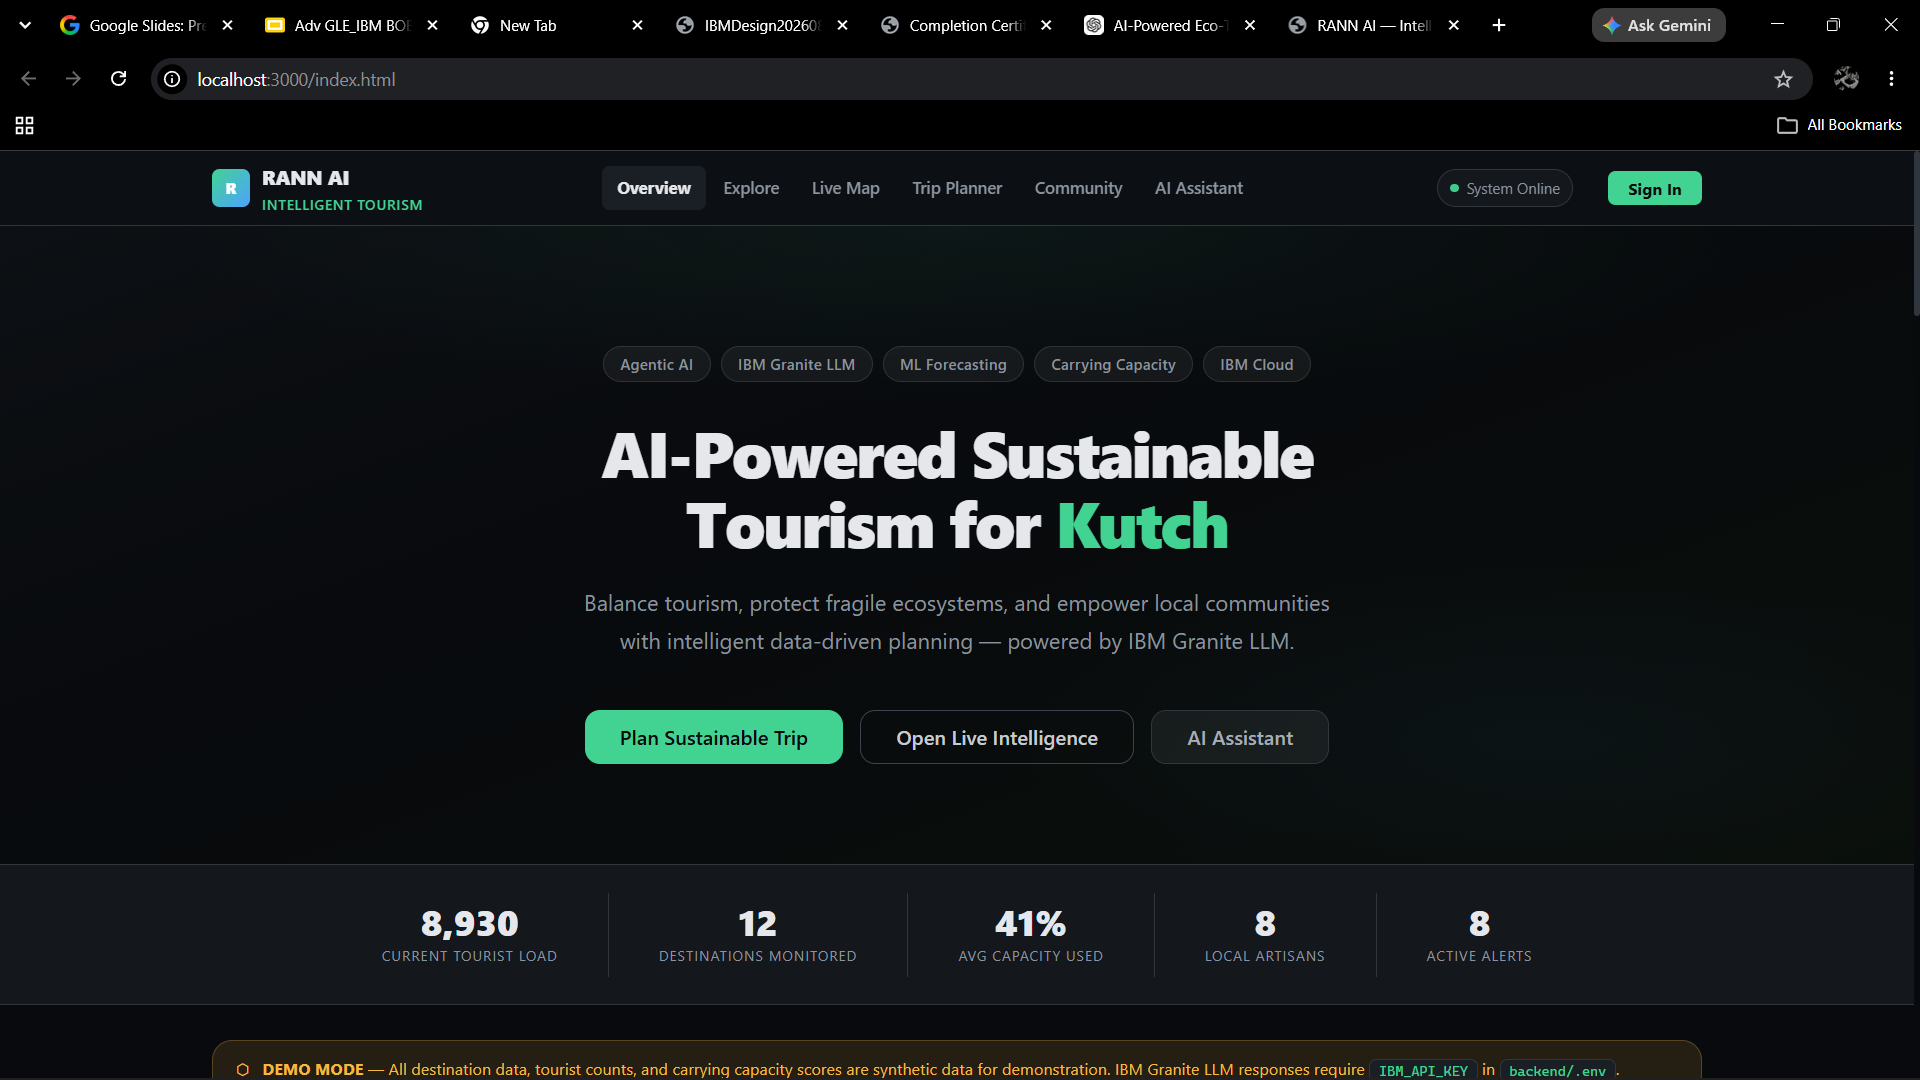 Google Slides: Pre
Adv GLE_IBM BOB
New Tab
IBMDesign20260
Completion Certi
AI-Powered Eco-T
RANN AI — Intell
Ask Gemini
localhost:3000/index.html
All Bookmarks
R
RANN AI
INTELLIGENT TOURISM
Overview
Explore
Live Map
Trip Planner
Community
AI Assistant
System Online
Sign In
Agentic AI
IBM Granite LLM
ML Forecasting
Carrying Capacity
IBM Cloud
AI-Powered Sustainable
Tourism for Kutch
Balance tourism, protect fragile ecosystems, and empower local communities
with intelligent data-driven planning — powered by IBM Granite LLM.
Plan Sustainable Trip
Open Live Intelligence
AI Assistant
8,930
CURRENT TOURIST LOAD
12
DESTINATIONS MONITORED
41%
AVG CAPACITY USED
8
LOCAL ARTISANS
8
ACTIVE ALERTS
DEMO MODE — All destination data, tourist counts, and carrying capacity scores are synthetic data for demonstration. IBM Granite LLM responses require IBM_API_KEY in backend/.env.